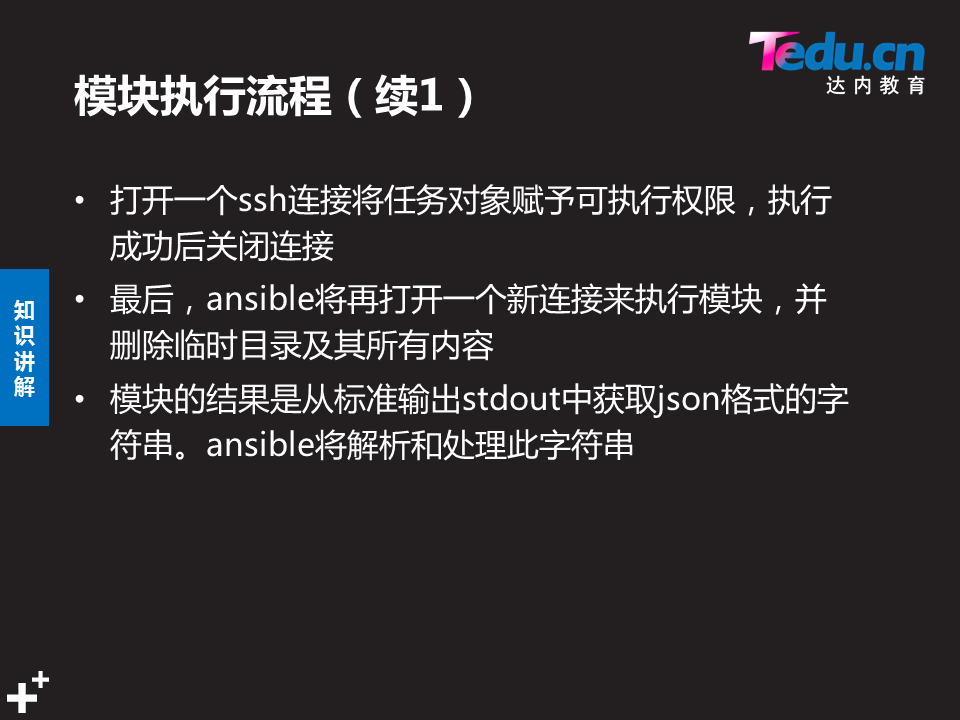 Tedu.cn
达内教育
模块执行流程（续1）
• 打开一个ssh连接将任务对象赋予可执行权限，执行
成功后关闭连接
• 最后，ansible将再打开一个新连接来执行模块，并
删除临时目录及其所有内容
• 模块的结果是从标准输出stdout中获取json格式的字
符串。ansible将解析和处理此字符串
知
识
讲
解